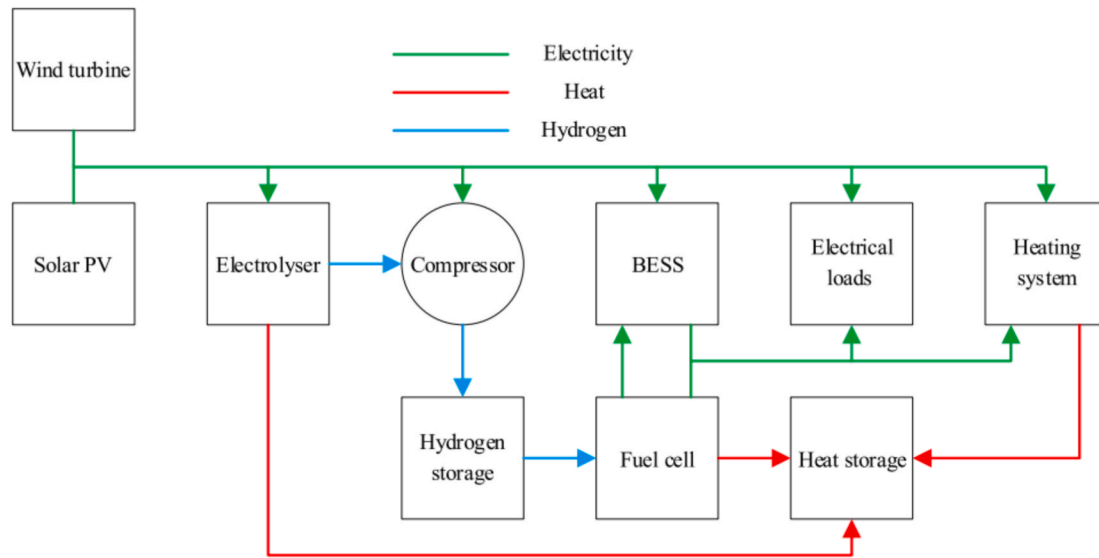 Wind turbine
Electricity
Heat
Hydrogen
Solar PV
Electrolyser
Compressor
BESS
Electrical
loads
Heating
system
Hydrogen
storage
Fuel cell
Heat storage